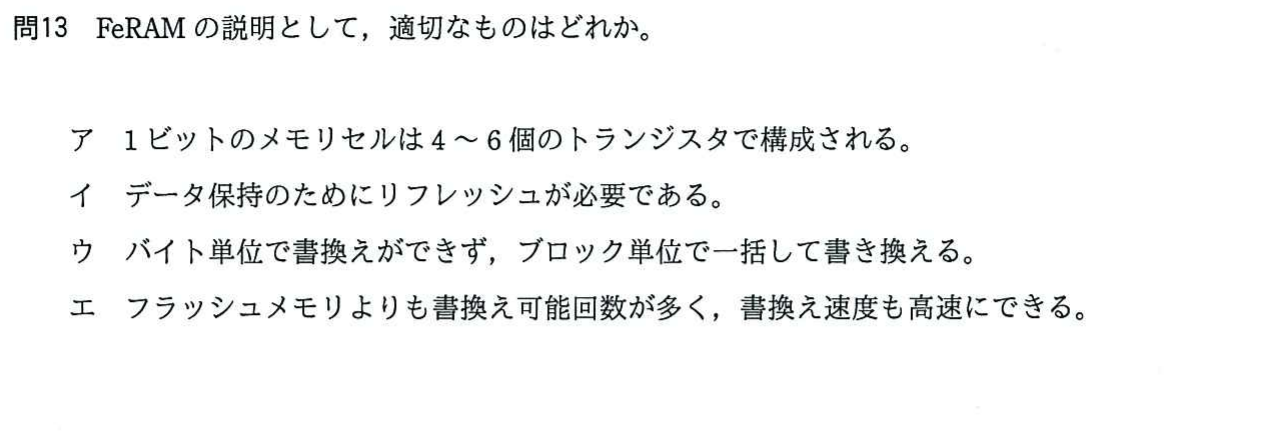 問13 FeRAM の説明として，適切なものはどれか。
ア 1 ビットのメモリセルは 4 ～ 6 個のトランジスタで構成される。
イ データ保持のためにリフレッシュが必要である。
ウ バイト単位で書換えができず，ブロック単位で一括して書き換える。
エ フラッシュメモリよりも書換え可能回数が多く，書換え速度も高速にできる。